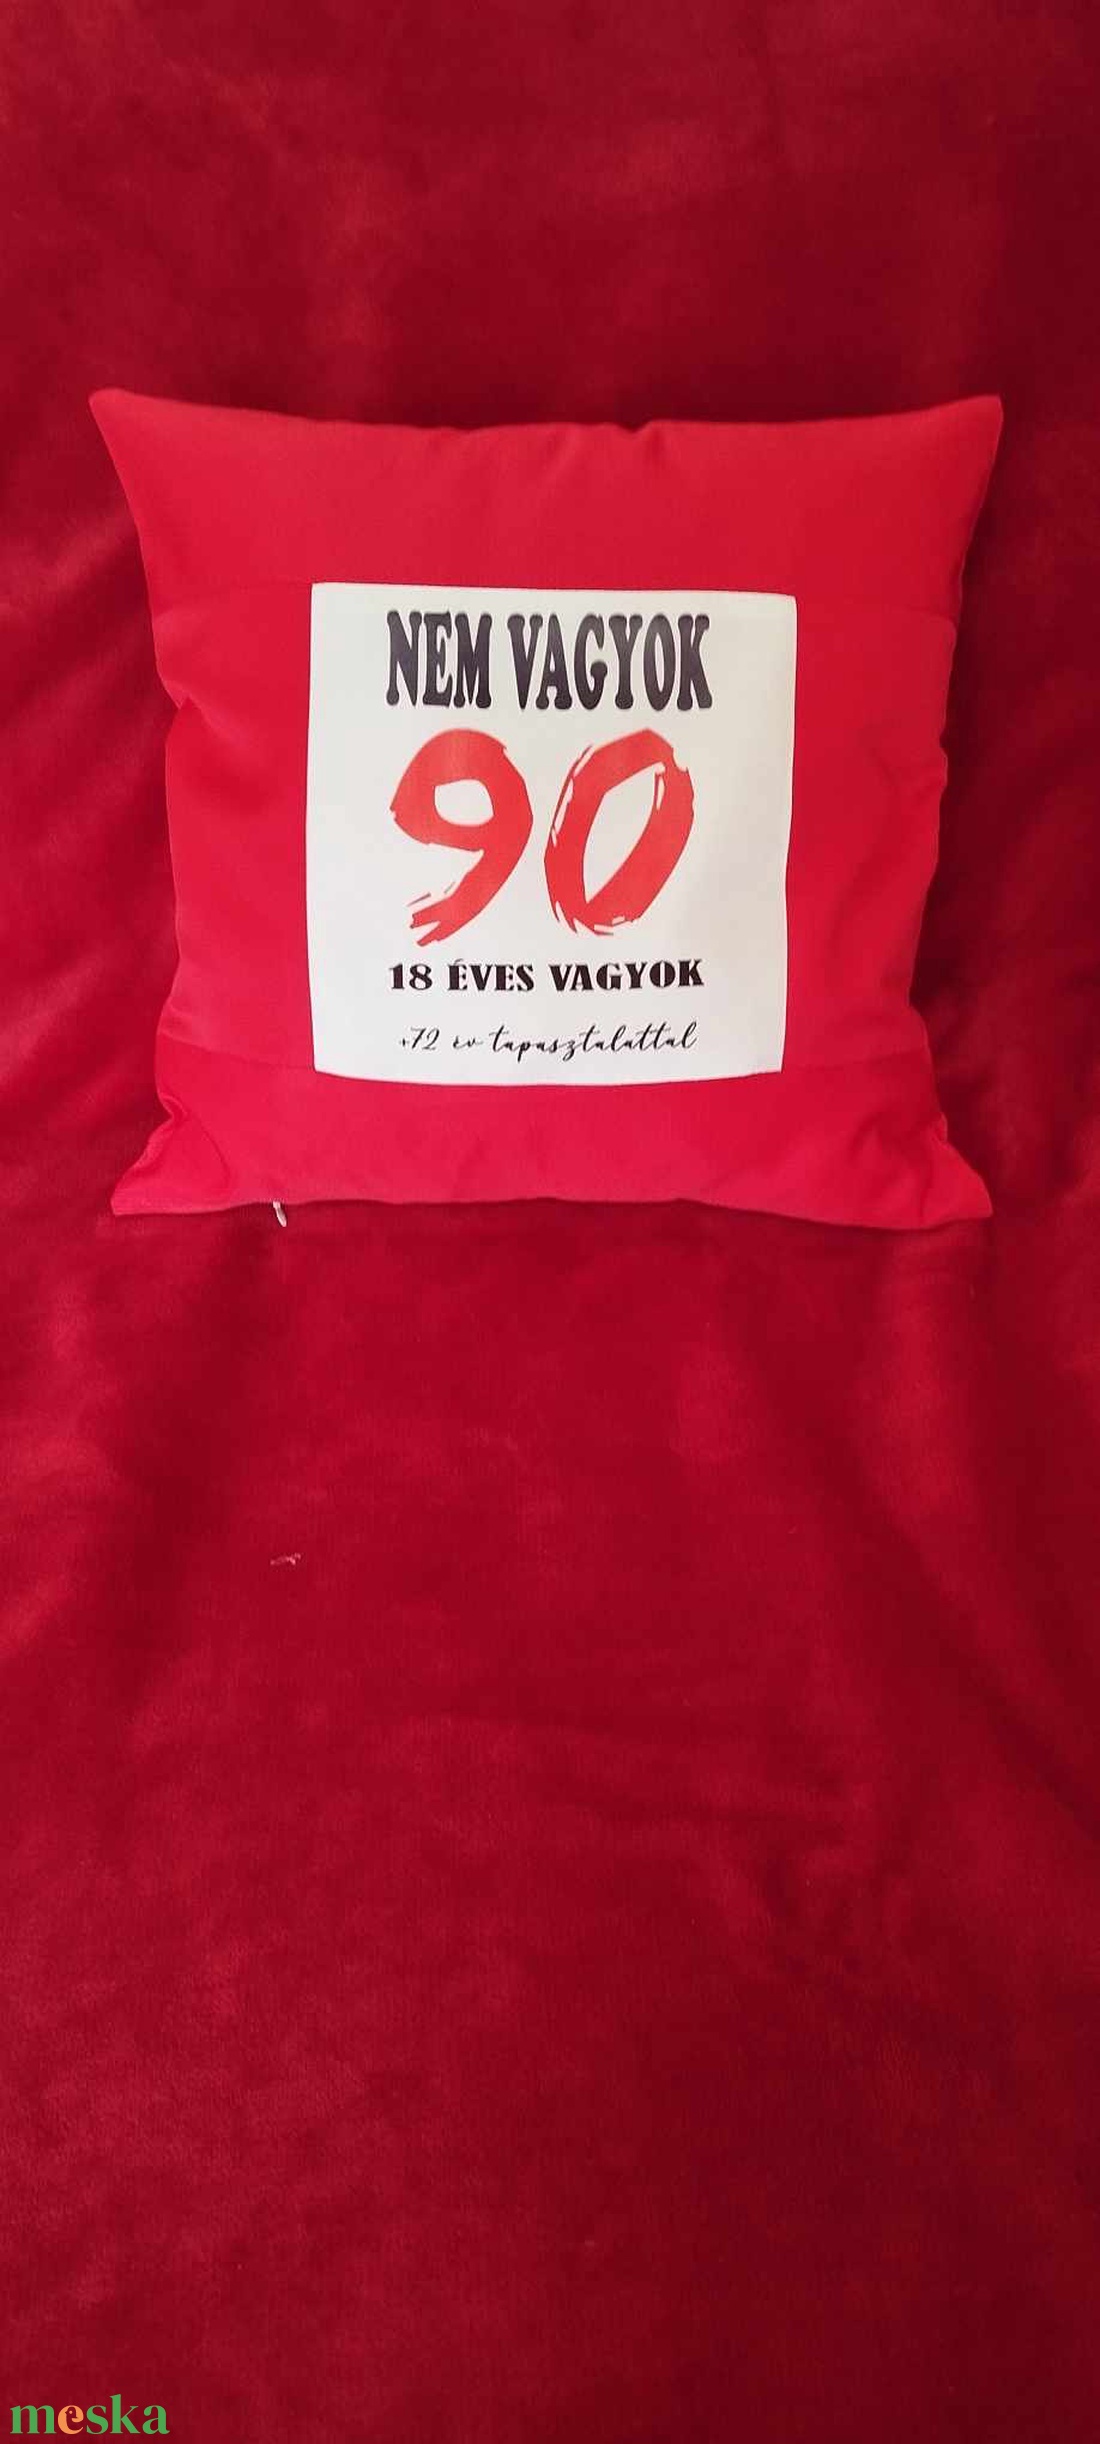 NEM VAGYOK
90
18 ÉVES VAGYOK
+72 év tapasztalattal
meska